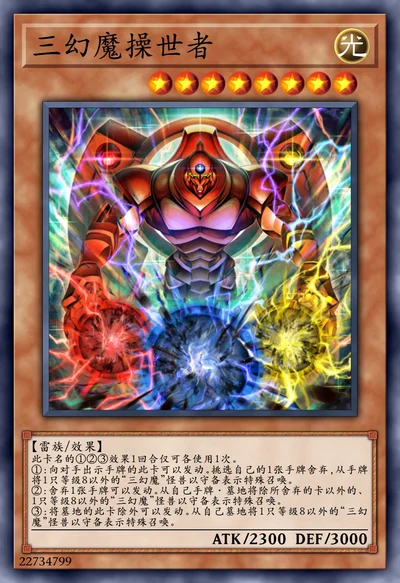 三幻魔操世者
光
【雷族/效果】
此卡名的①②③效果1回合仅可各使用1次。
①:向对手出示手牌的此卡可以发动。挑选自己的1张手牌舍弃,从手牌
将1只等级8以外的“三幻魔”怪兽以守备表示特殊召唤。
②:舍弃1张手牌可以发动。从自己手牌·墓地将除所舍弃的卡以外的、
1只等级8以外的“三幻魔”怪兽以守备表示特殊召唤。
③:将墓地的此卡除外可以发动。从自己墓地将1只等级8以外的“三幻
魔”怪兽以守备表示特殊召唤。
ATK/2300 DEF/3000
22734799